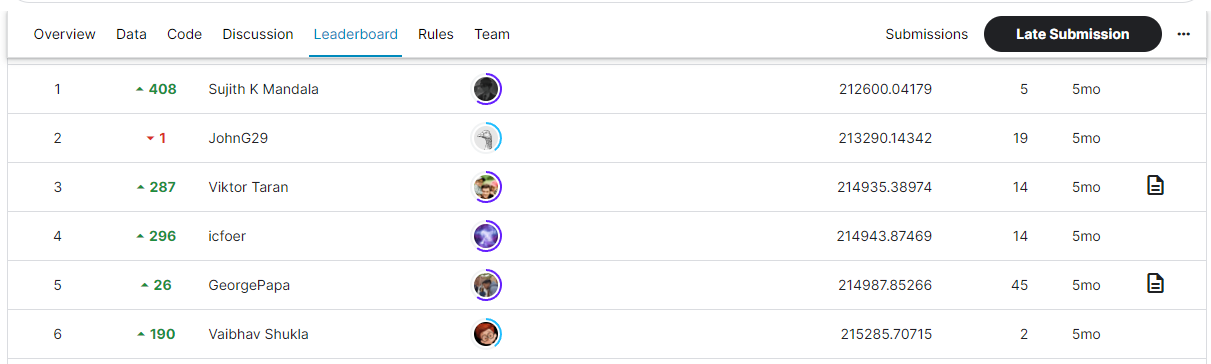 Overview Data Code Discussion Leaderboard Rules Team Submissions Late Submission ...
1 408 Sujith K Mandala 212600.04179 5 5mo
2 1 JohnG29 213290.14342 19 5mo
3 287 Viktor Taran 214935.38974 14 5mo
4 296 icfoer 214943.87469 14 5mo
5 26 GeorgePapa 214987.85266 45 5mo
6 190 Vaibhav Shukla 215285.70715 2 5mo